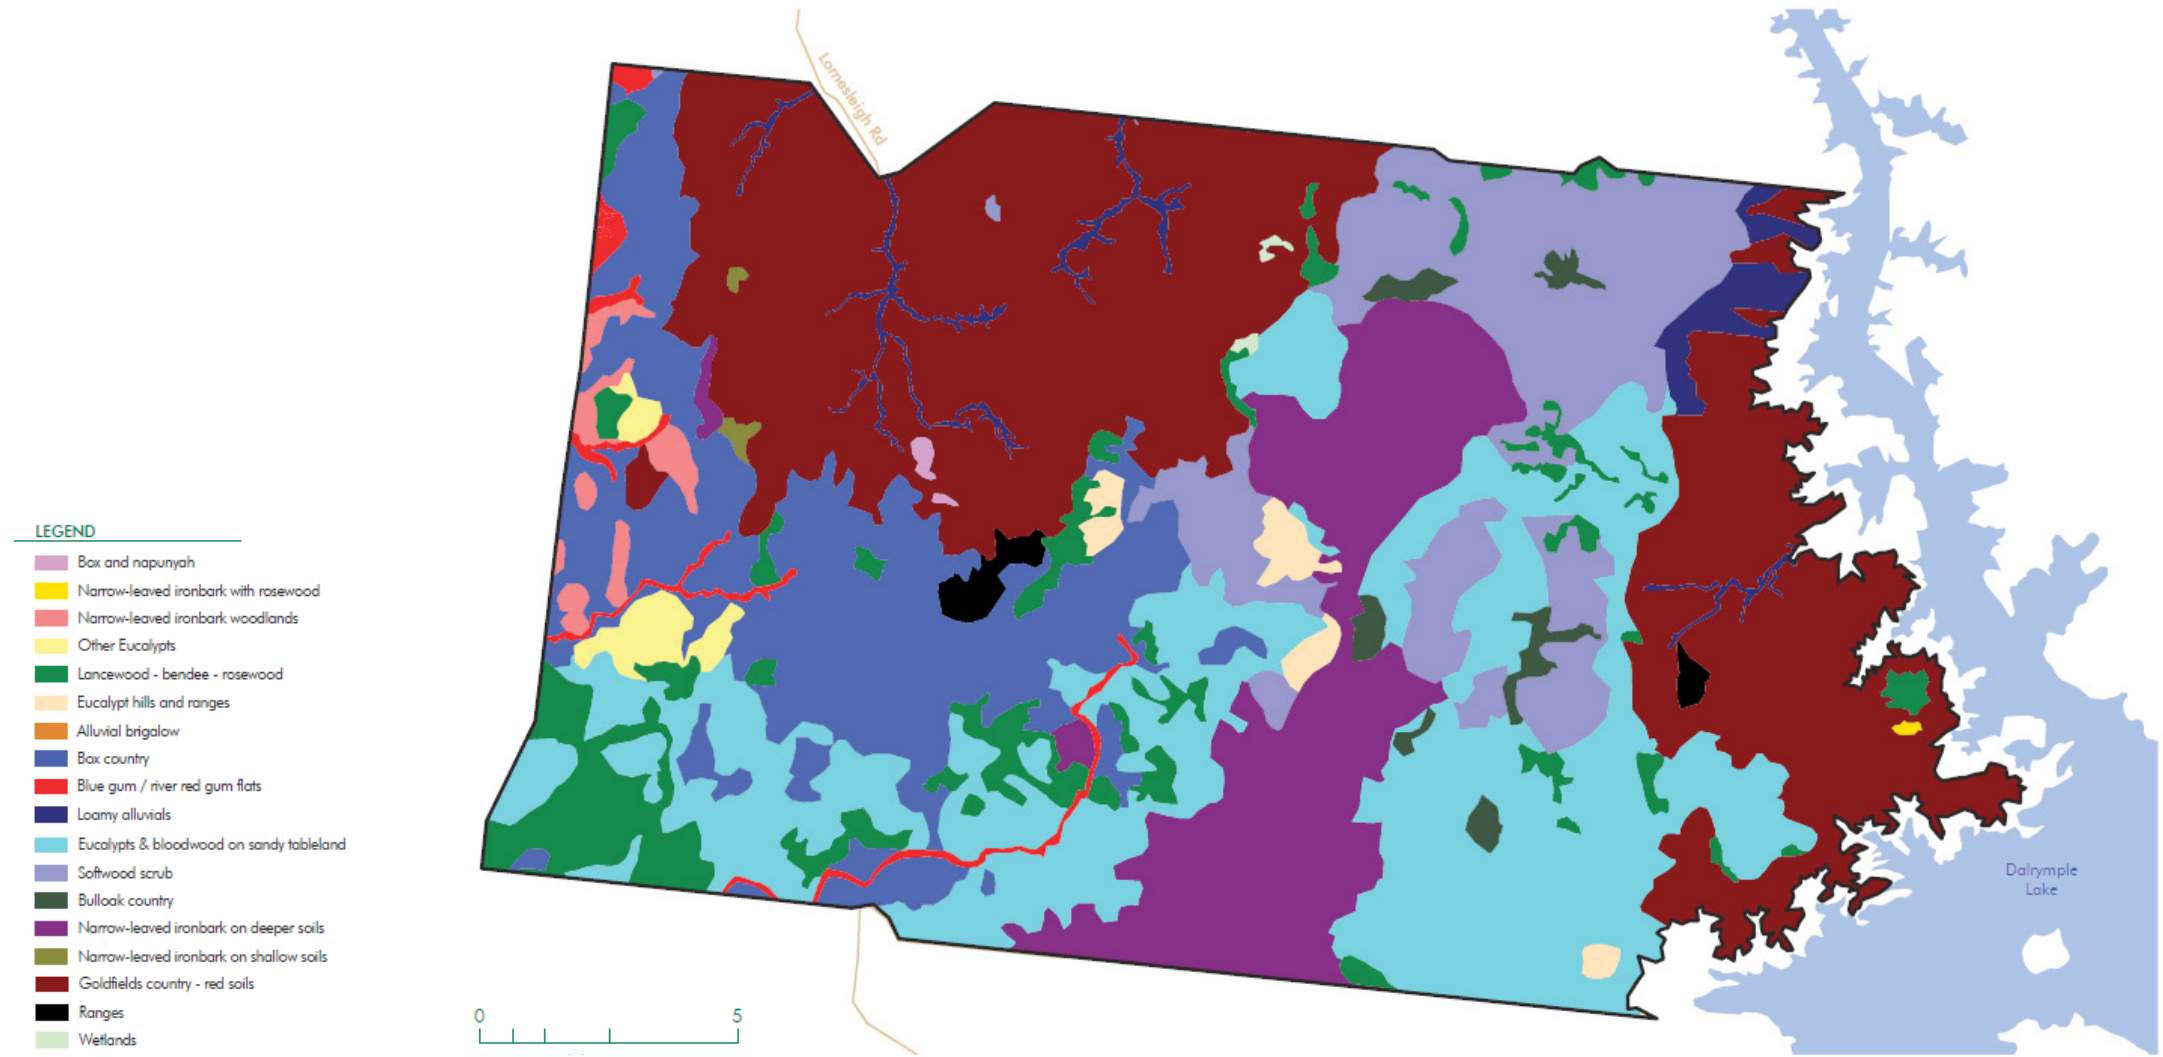 Lornesleigh Rd
LEGEND
Box and napunyah
Narrow-leaved ironbark with rosewood
Narrow-leaved ironbark woodlands
Other Eucalypts
Lancewood - bendee - rosewood
Eucalypt hills and ranges
Alluvial brigalow
Box country
Blue gum / river red gum flats
Loamy alluvials
Eucalypts & bloodwood on sandy tableland
Softwood scrub
Bulloak country
Narrow-leaved ironbark on deeper soils
Narrow-leaved ironbark on shallow soils
Goldfields country - red soils
Ranges
Wetlands
0 5
Dalrymple
Lake